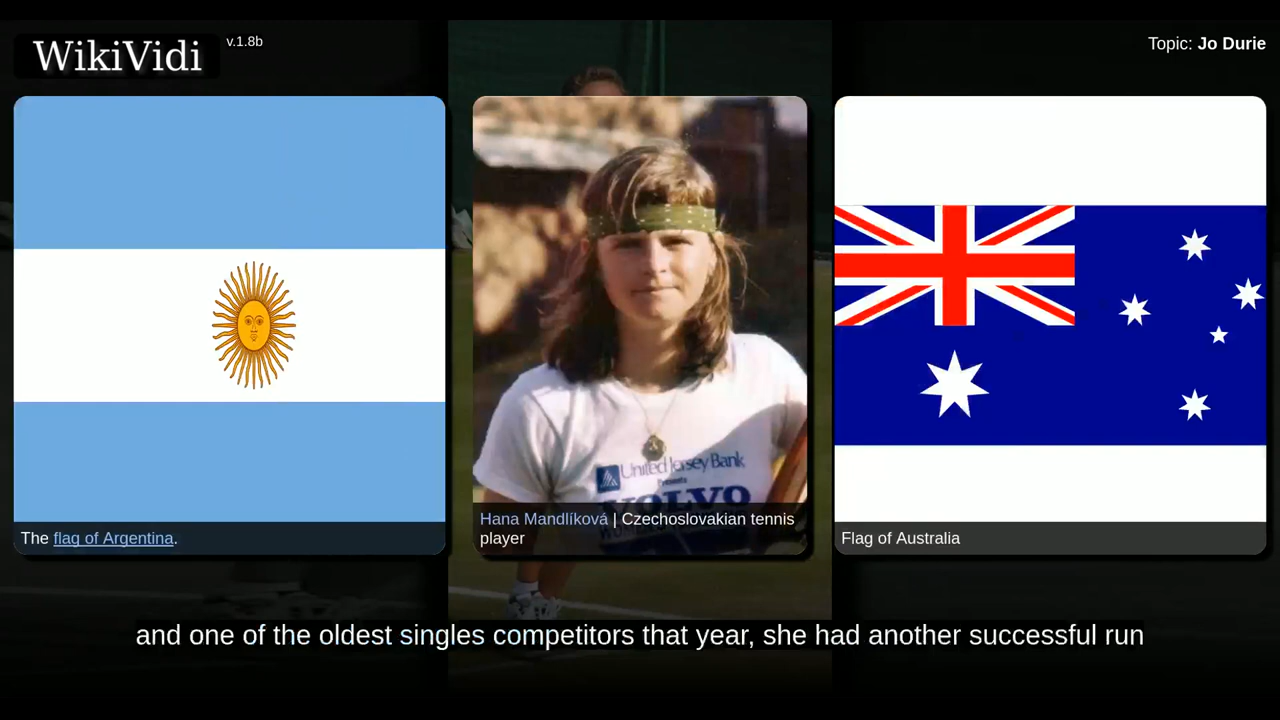 WikiVidi
v.1.8b
Topic: Jo Durie
United Jersey Bank
Presents
VOLVO
The flag of Argentina.
Hana Mandlíková | Czechoslovakian tennis
player
Flag of Australia
and one of the oldest singles competitors that year, she had another successful run